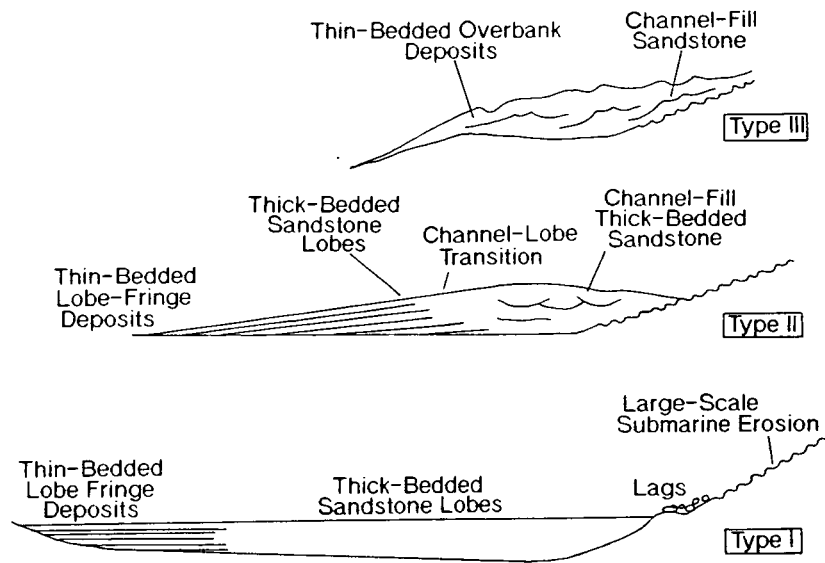 Thin-Bedded Overbank
Deposits
Channel-Fill
Sandstone
Type III
Thick-Bedded
Sandstone
Lobes
Channel-Lobe
Transition
Channel-Fill
Thick-Bedded
Sandstone
Thin-Bedded
Lobe-Fringe
Deposits
Type II
Large-Scale
Submarine Erosion
Thin-Bedded
Lobe Fringe
Deposits
Thick-Bedded
Sandstone Lobes
Lags
Type I